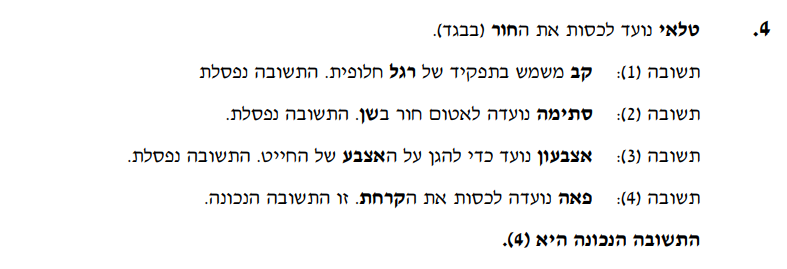 4. טלאי נועד לכסות את החור (בבגד).
תשובה (1): קב משמש בתפקיד של רגל חלופית. התשובה נפסלת
תשובה (2): סתימה נועדה לאטום חור בשן. התשובה נפסלת.
תשובה (3): אצבעון נועד כדי להגן על האצבע של החייט. התשובה נפסלת.
תשובה (4): פאה נועדה לכסות את הקרחת. זו התשובה הנכונה.
התשובה הנכונה היא (4).